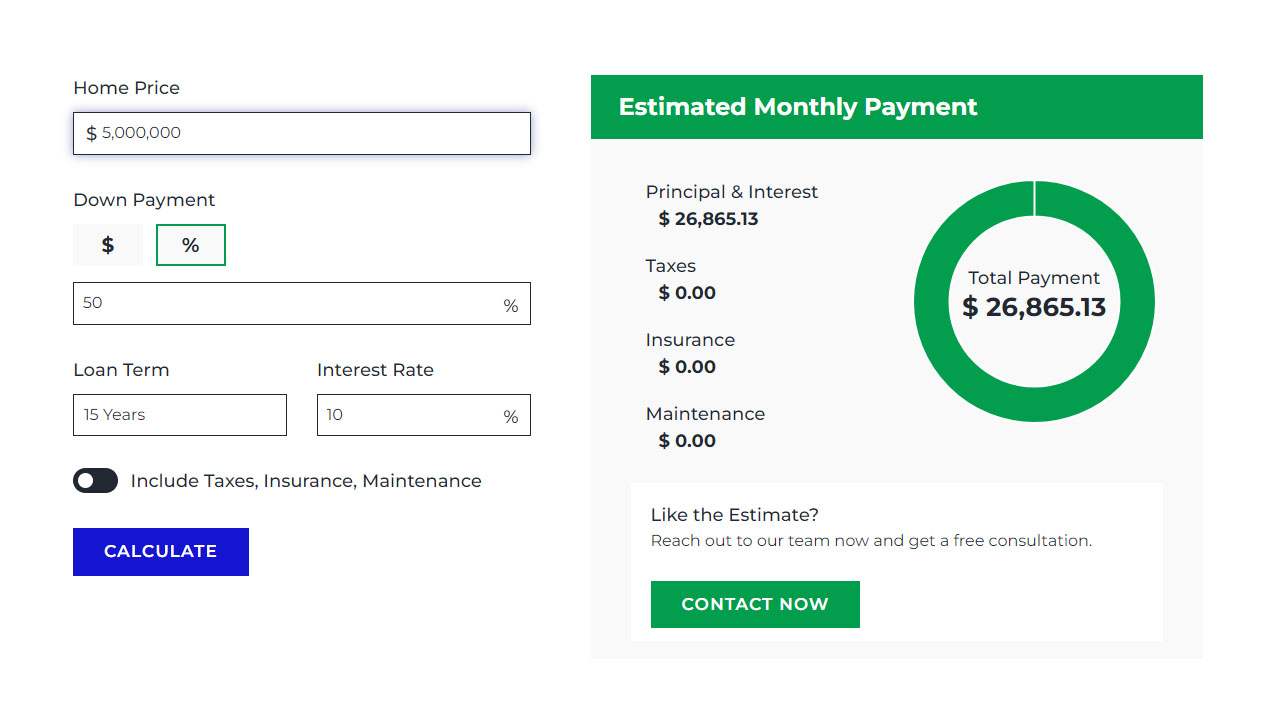 Home Price
$ 5,000,000
Down Payment
$ %
50 %
Loan Term
15 Years
Interest Rate
10 %
Include Taxes, Insurance, Maintenance
CALCULATE
Estimated Monthly Payment
Principal & Interest
$ 26,865.13
Taxes
$ 0.00
Insurance
$ 0.00
Maintenance
$ 0.00
Total Payment
$ 26,865.13
Like the Estimate?
Reach out to our team now and get a free consultation.
CONTACT NOW